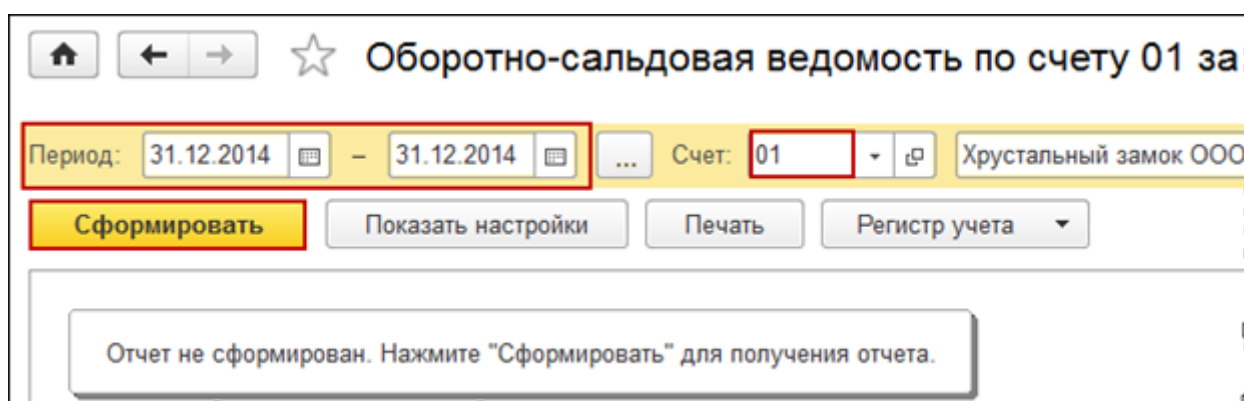 Оборотно-сальдовая ведомость по счету 01 за
Период: 31.12.2014 – 31.12.2014 ... Счет: 01 Хрустальный замок ООО
Сформировать Показать настройки Печать Регистр учета
Отчет не сформирован. Нажмите "Сформировать" для получения отчета.